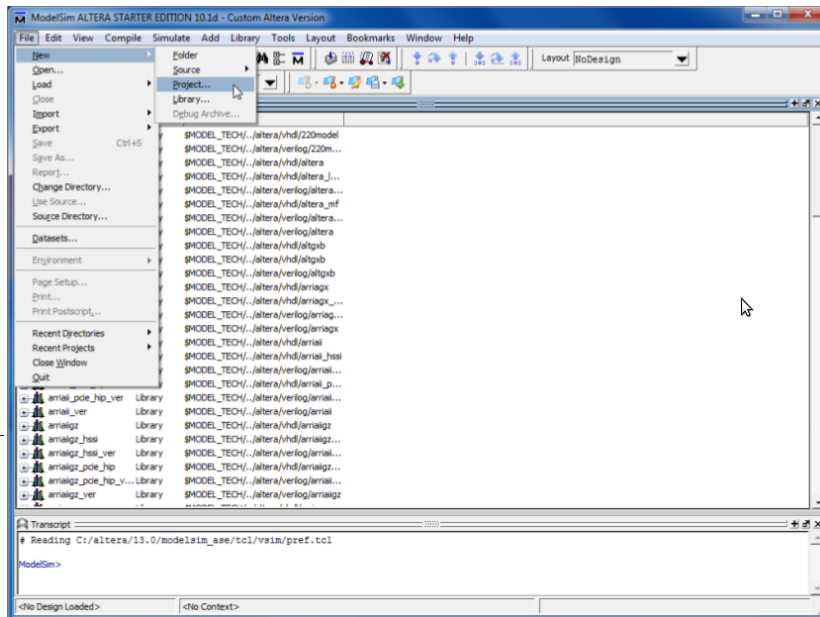 ModelSim ALTERA STARTER EDITION 10.1d - Custom Altera Version
File Edit View Compile Simulate Add Library Tools Layout Bookmarks Window Help
Layout NoDesign
New
Open...
Load
Close
Import
Export
Save Ctrl+S
Save As...
Report...
Change Directory...
Use Source...
Source Directory...
Datasets...
Environment
Page Setup...
Print...
Print Postscript...
Recent Directories
Recent Projects
Close Window
Quit
Folder
Source
Project...
Library...
Debug Archive...
$MODEL_TECH/../altera/vhdl/220model
$MODEL_TECH/../altera/verilog/220m...
$MODEL_TECH/../altera/vhdl/altera
$MODEL_TECH/../altera/vhdl/altera_l...
$MODEL_TECH/../altera/vhdl/altera_mf
$MODEL_TECH/../altera/verilog/altera...
$MODEL_TECH/../altera/verilog/altera...
$MODEL_TECH/../altera/verilog/altera
$MODEL_TECH/../altera/vhdl/altgxb
$MODEL_TECH/../altera/vhdl/altgxb
$MODEL_TECH/../altera/verilog/altgxb
$MODEL_TECH/../altera/vhdl/arriagx
$MODEL_TECH/../altera/vhdl/arriagx_...
$MODEL_TECH/../altera/verilog/arriag...
$MODEL_TECH/../altera/verilog/arriagx
$MODEL_TECH/../altera/vhdl/arriaii
$MODEL_TECH/../altera/vhdl/arriaii_hssi
$MODEL_TECH/../altera/verilog/arriaii...
$MODEL_TECH/../altera/vhdl/arriaii_p...
arriaii_pcie_hip_ver Library $MODEL_TECH/../altera/verilog/arriaii...
arriaii_ver Library $MODEL_TECH/../altera/verilog/arriaii
arriaiigz Library $MODEL_TECH/../altera/vhdl/arriaiigz
arriaiigz_hssi Library $MODEL_TECH/../altera/vhdl/arriaiigz...
arriaiigz_hssi_ver Library $MODEL_TECH/../altera/verilog/arriaii...
arriaiigz_pcie_hip Library $MODEL_TECH/../altera/vhdl/arriaiigz...
arriaiigz_pcie_hip_v... Library $MODEL_TECH/../altera/verilog/arriaii...
arriaiigz_ver Library $MODEL_TECH/../altera/verilog/arriaiigz
Transcript
# Reading C:/altera/13.0/modelsim_ase/tcl/vsim/pref.tcl
ModelSim>
<No Design Loaded> <No Context>